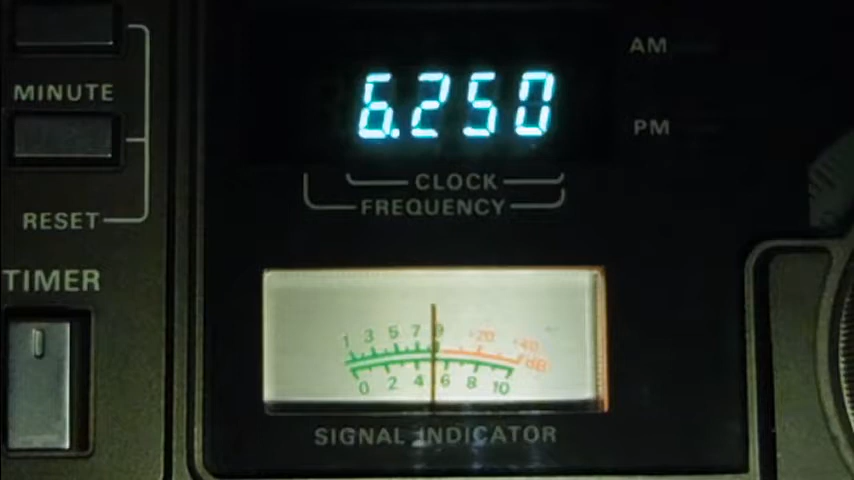 MINUTE
RESET
TIMER
6.250
AM
PM
CLOCK
FREQUENCY
1 3 5 7 9 +20 +40
dB
0 2 4 6 8 10
SIGNAL INDICATOR